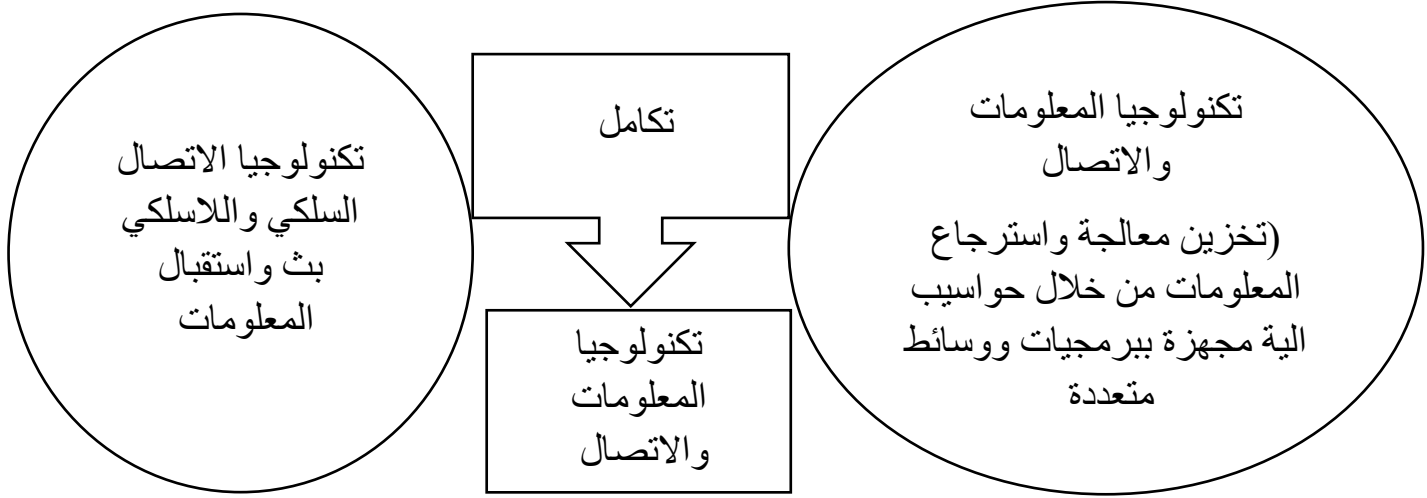 تكنولوجيا المعلومات
والاتصال
(تخزين معالجة واسترجاع
المعلومات من خلال حواسيب
الية مجهزة ببرمجيات ووسائط
متعددة
تكامل
تكنولوجيا الاتصال
السلكي واللاسلكي
بث واستقبال
المعلومات
تكنولوجيا
المعلومات
والاتصال